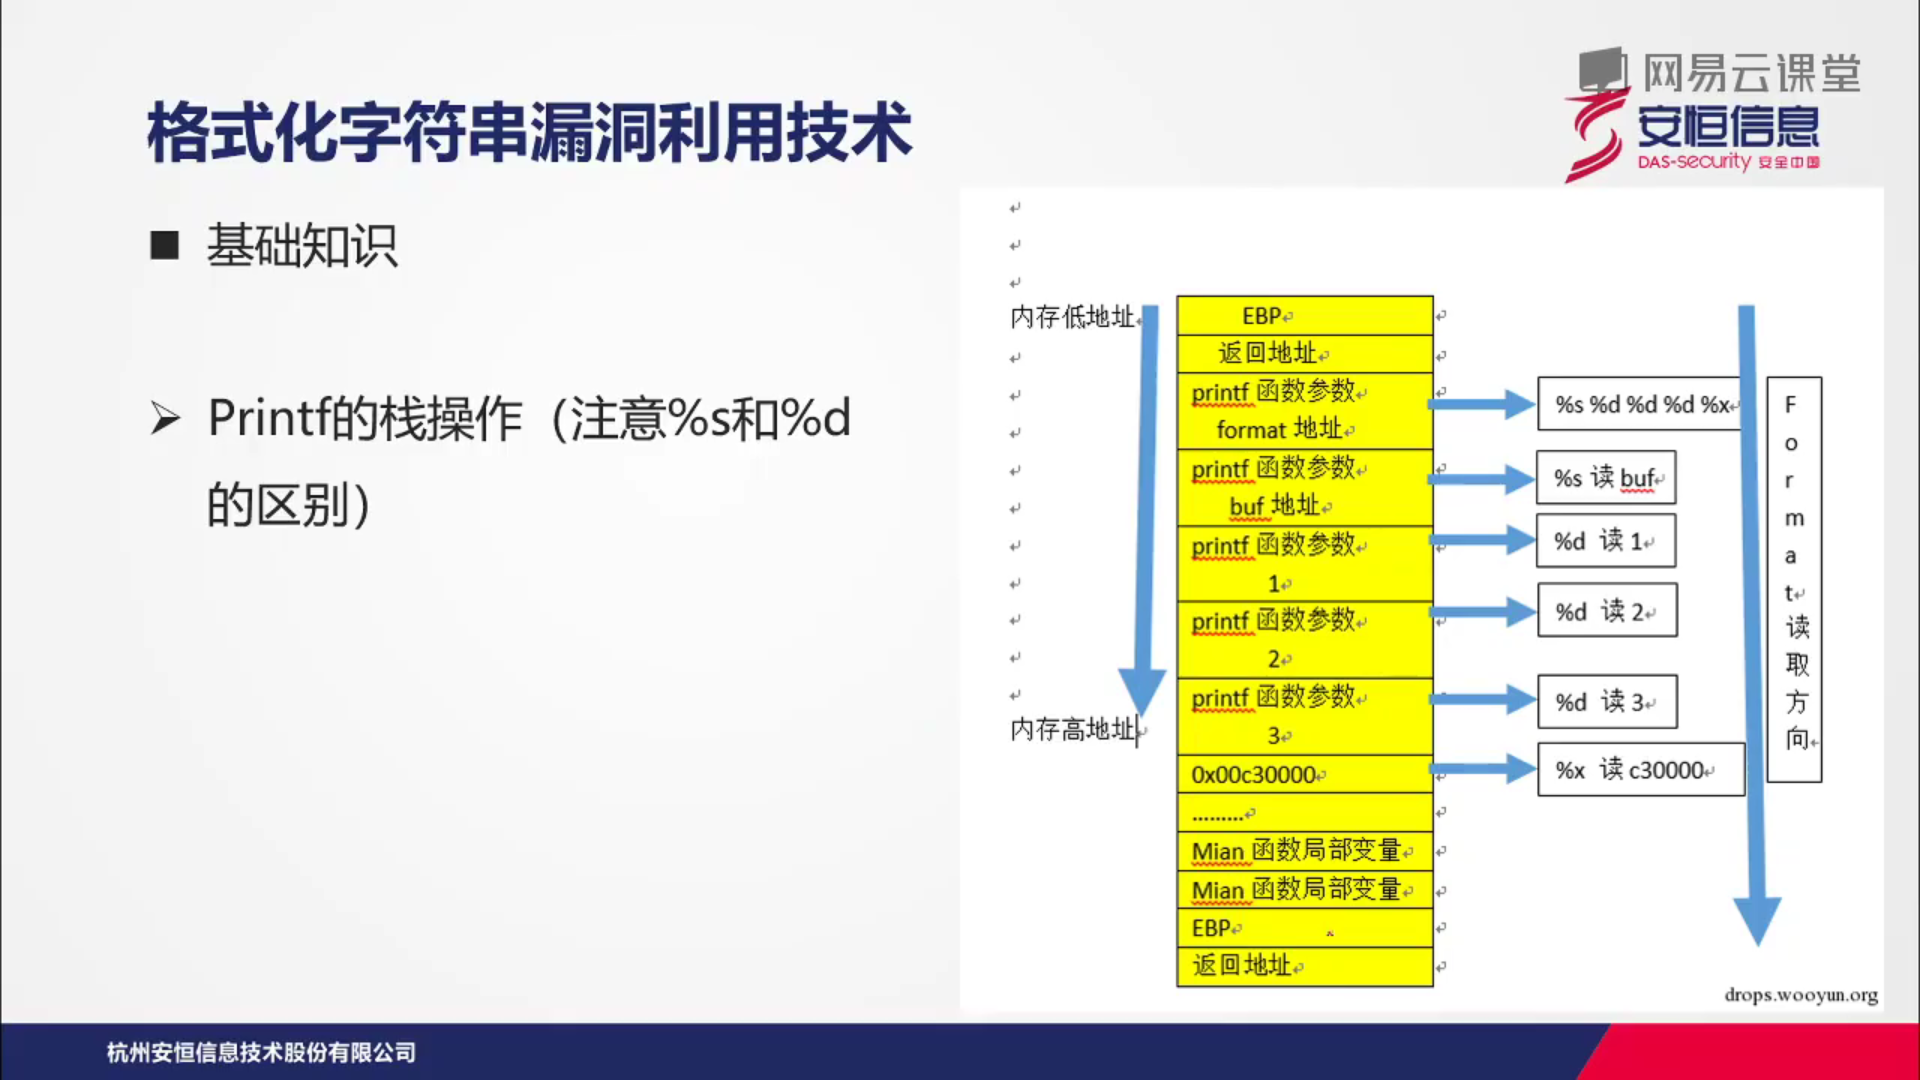 网易云课堂
安恒信息
DAS-security 安全中国
格式化字符串漏洞利用技术
基础知识
Printf的栈操作（注意%s和%d
的区别）
内存低地址
内存高地址
EBP
返回地址
printf 函数参数
format 地址
printf 函数参数
buf 地址
printf 函数参数
1
printf 函数参数
2
printf 函数参数
3
0x00c30000
.........
Mian 函数局部变量
Mian 函数局部变量
EBP
返回地址
%s %d %d %d %x
%s 读 buf
%d 读 1
%d 读 2
%d 读 3
%x 读 c30000
F
o
r
m
a
t
读
取
方
向
drops.wooyun.org
杭州安恒信息技术股份有限公司